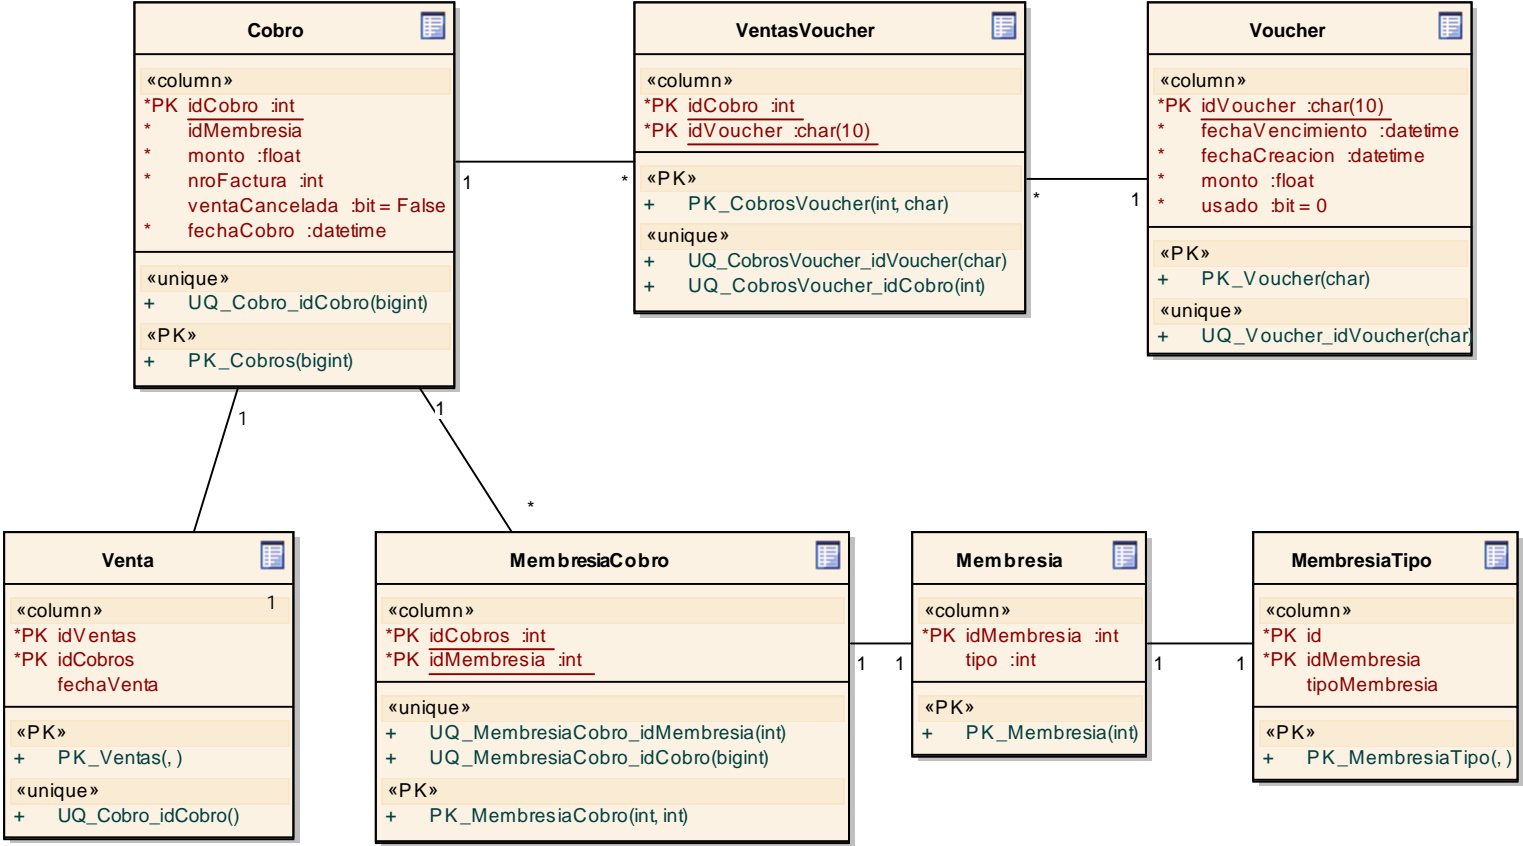 Cobro
«column»
*PK idCobro :int
* idMembresia
* monto :float
* nroFactura :int
ventaCancelada :bit = False
* fechaCobro :datetime
«unique»
+ UQ_Cobro_idCobro(bigint)
«PK»
+ PK_Cobros(bigint)
1
*
VentasVoucher
«column»
*PK idCobro :int
*PK idVoucher :char(10)
«PK»
+ PK_CobrosVoucher(int, char)
«unique»
+ UQ_CobrosVoucher_idVoucher(char)
+ UQ_CobrosVoucher_idCobro(int)
*
1
Voucher
«column»
*PK idVoucher :char(10)
* fechaVencimiento :datetime
* fechaCreacion :datetime
* monto :float
* usado :bit = 0
«PK»
+ PK_Voucher(char)
«unique»
+ UQ_Voucher_idVoucher(char)
1
1
*
Venta
«column»
1
*PK idVentas
*PK idCobros
fechaVenta
«PK»
+ PK_Ventas(, )
«unique»
+ UQ_Cobro_idCobro()
MembresiaCobro
«column»
*PK idCobros :int
*PK idMembresia :int
«unique»
+ UQ_MembresiaCobro_idMembresia(int)
+ UQ_MembresiaCobro_idCobro(bigint)
«PK»
+ PK_MembresiaCobro(int, int)
1
1
Membresia
«column»
*PK idMembresia :int
tipo :int
«PK»
+ PK_Membresia(int)
1
1
MembresiaTipo
«column»
*PK id
*PK idMembresia
tipoMembresia
«PK»
+ PK_MembresiaTipo(, )